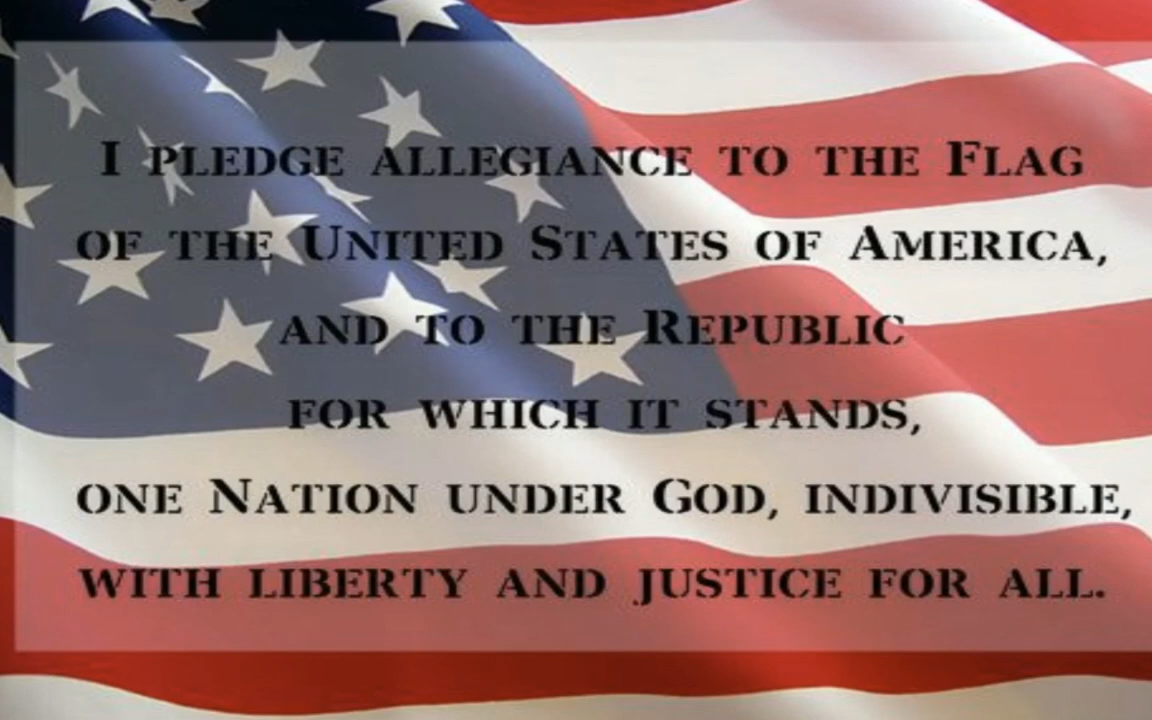 I PLEDGE ALLEGIANCE TO THE FLAG
OF THE UNITED STATES OF AMERICA,
AND TO THE REPUBLIC
FOR WHICH IT STANDS,
ONE NATION UNDER GOD, INDIVISIBLE,
WITH LIBERTY AND JUSTICE FOR ALL.